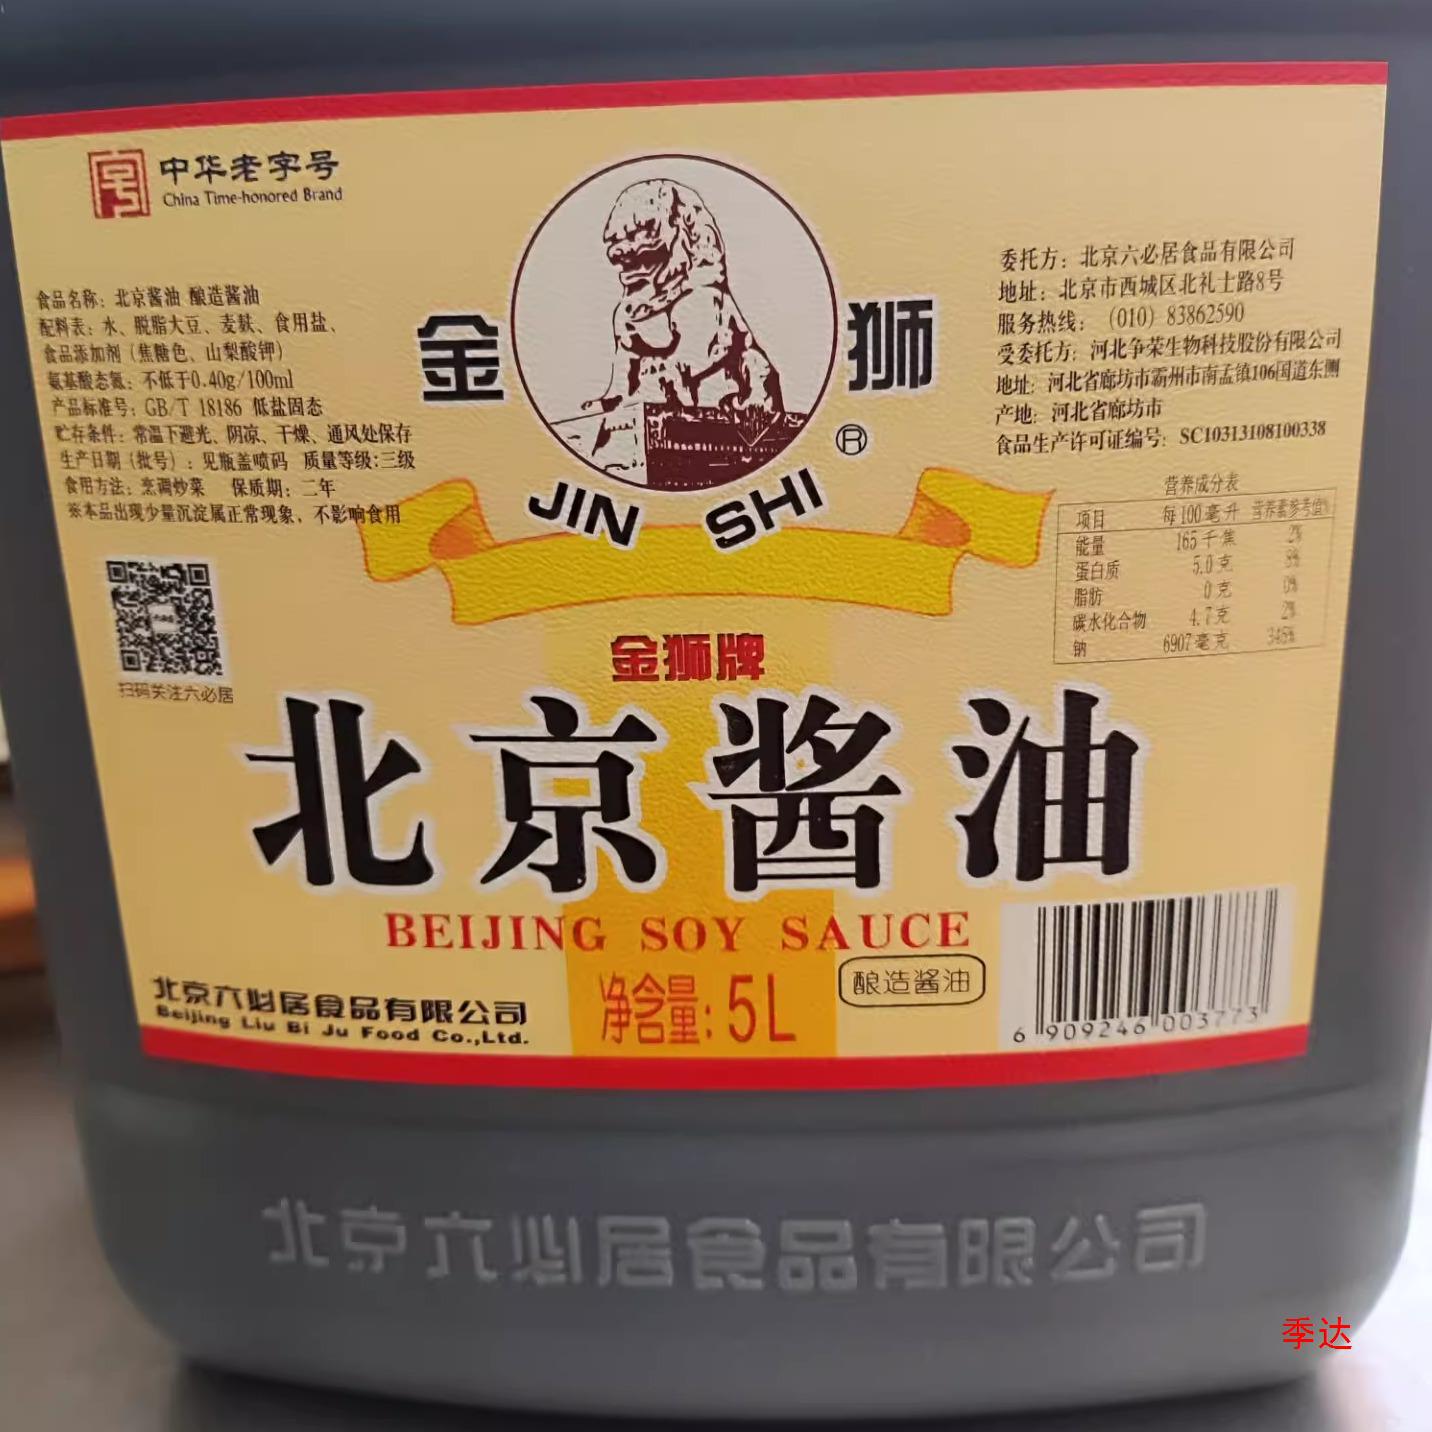 中华老字号
China Time-honored Brand
食品名称：北京酱油 酿造酱油
配料表：水、脱脂大豆、麦麸、食用盐、
食品添加剂（焦糖色、山梨酸钾）
氨基酸态氮：不低于0.40g/100ml
产品标准号：GB/T 18186 低盐固态
贮存条件：常温下避光、阴凉、干燥、通风处保存
生产日期（批号）：见瓶盖喷码 质量等级:三级
食用方法：烹调炒菜 保质期：二年
※本品出现少量沉淀属正常现象，不影响食用
扫码关注六必居
金狮
®
JIN SHI
委托方：北京六必居食品有限公司
地址：北京市西城区北礼士路8号
服务热线：（010）83862590
受委托方：河北争荣生物科技股份有限公司
地址：河北省廊坊市霸州市南孟镇106国道东侧
产地：河北省廊坊市
食品生产许可证编号：SC10313108100338
营养成分表
项目 每100毫升 营养素参考值%
能量 165千焦 2%
蛋白质 5.0克 8%
脂肪 0克 0%
碳水化合物 4.7克 2%
钠 6907毫克 345%
金狮牌
北京酱油
BEIJING SOY SAUCE
净含量：5L
酿造酱油
北京六必居食品有限公司
Beijing Liu Bi Ju Food Co.,Ltd.
6 909246 003773
北京六必居食品有限公司
季达